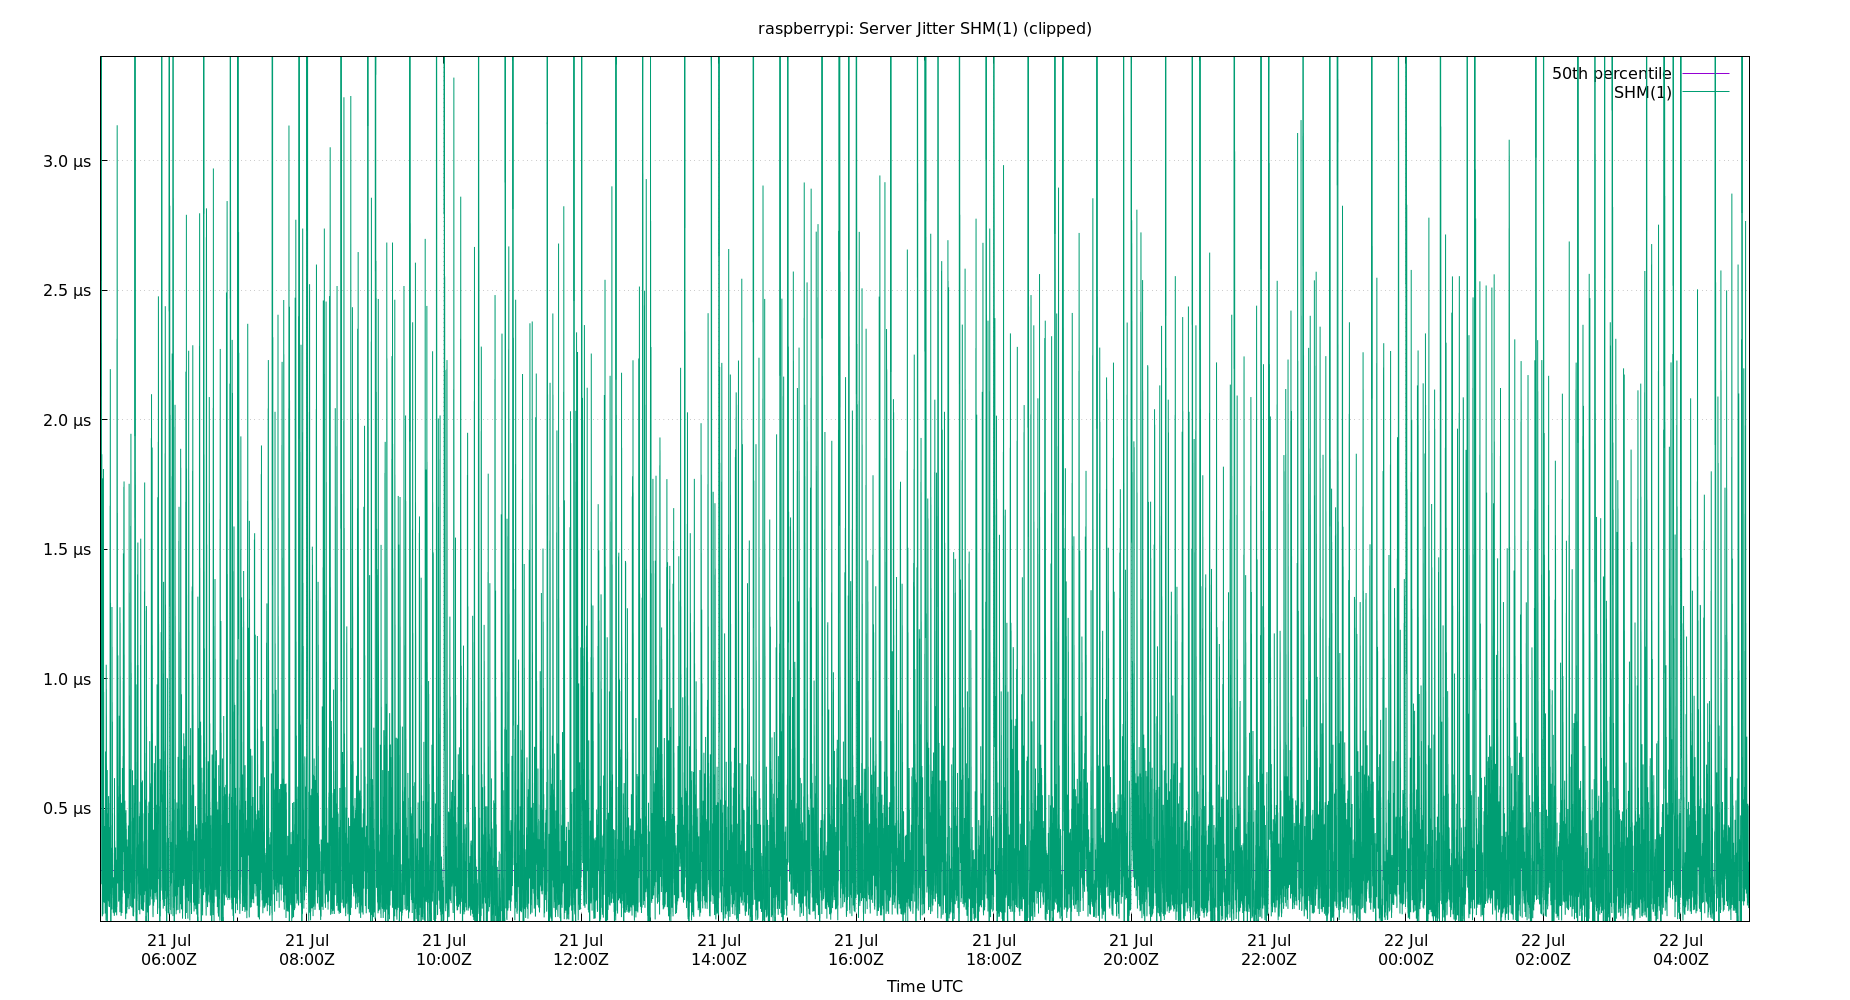 raspberrypi: Server Jitter SHM(1) (clipped)
50th percentile
SHM(1)
3.0 µs
2.5 µs
2.0 µs
1.5 µs
1.0 µs
0.5 µs
21 Jul 21 Jul 21 Jul 21 Jul 21 Jul 21 Jul 21 Jul 21 Jul 21 Jul 22 Jul 22 Jul 22 Jul
06:00Z 08:00Z 10:00Z 12:00Z 14:00Z 16:00Z 18:00Z 20:00Z 22:00Z 00:00Z 02:00Z 04:00Z
Time UTC